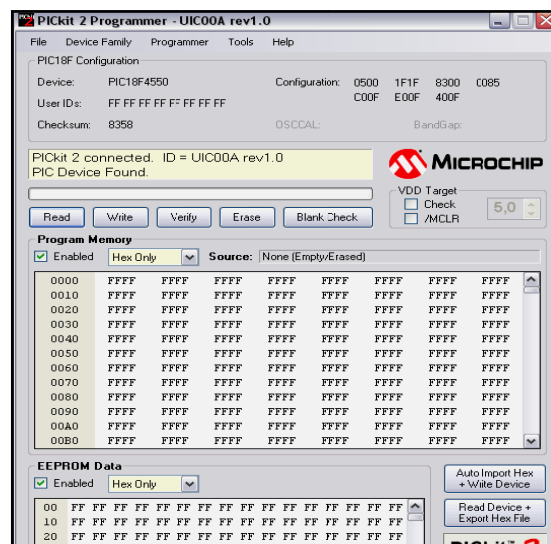 PICkit 2 Programmer - UIC00A rev1.0
File Device Family Programmer Tools Help
PIC18F Configuration
Device: PIC18F4550 Configuration: 0500 1F1F 8300 C085
User IDs: FF FF FF FF FF FF FF FF C00F E00F 400F
Checksum: 8358 OSCCAL: BandGap:
PICkit 2 connected. ID = UIC00A rev1.0
PIC Device Found.
MICROCHIP
VDD Target
Check
/MCLR
5,0
Read Write Verify Erase Blank Check
Program Memory
Enabled Hex Only Source: None (Empty/Erased)
0000 FFFF FFFF FFFF FFFF FFFF FFFF FFFF FFFF
0010 FFFF FFFF FFFF FFFF FFFF FFFF FFFF FFFF
0020 FFFF FFFF FFFF FFFF FFFF FFFF FFFF FFFF
0030 FFFF FFFF FFFF FFFF FFFF FFFF FFFF FFFF
0040 FFFF FFFF FFFF FFFF FFFF FFFF FFFF FFFF
0050 FFFF FFFF FFFF FFFF FFFF FFFF FFFF FFFF
0060 FFFF FFFF FFFF FFFF FFFF FFFF FFFF FFFF
0070 FFFF FFFF FFFF FFFF FFFF FFFF FFFF FFFF
0080 FFFF FFFF FFFF FFFF FFFF FFFF FFFF FFFF
0090 FFFF FFFF FFFF FFFF FFFF FFFF FFFF FFFF
00A0 FFFF FFFF FFFF FFFF FFFF FFFF FFFF FFFF
00B0 FFFF FFFF FFFF FFFF FFFF FFFF FFFF FFFF
EEPROM Data
Enabled Hex Only
00 FF FF FF FF FF FF FF FF FF FF FF FF FF FF FF FF
10 FF FF FF FF FF FF FF FF FF FF FF FF FF FF FF FF
20 FF FF FF FF FF FF FF FF FF FF FF FF FF FF FF FF
Auto Import Hex
+ Write Device
Read Device +
Export Hex File
PICkit™ 2